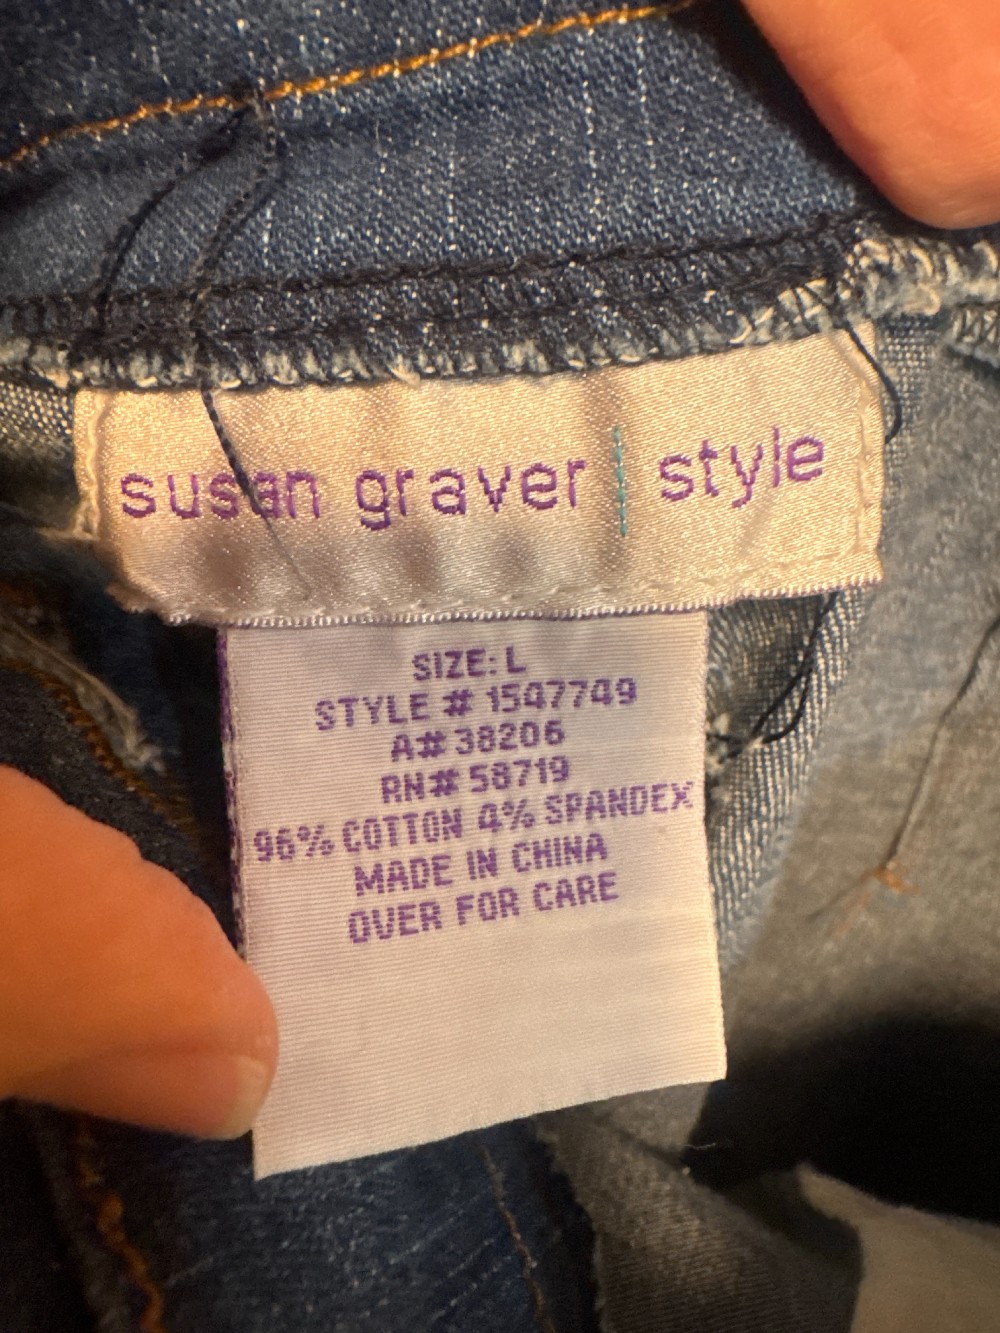 susan graver | style
SIZE: L
STYLE # 1547749
A# 38206
RN# 58719
96% COTTON 4% SPANDEX
MADE IN CHINA
OVER FOR CARE